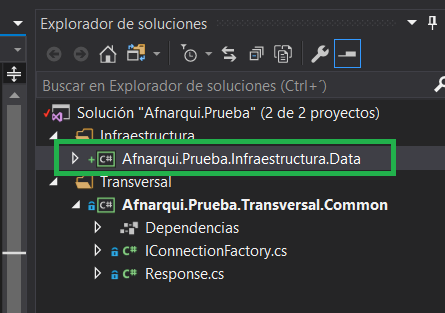 Explorador de soluciones
Buscar en Explorador de soluciones (Ctrl+´)
Solución "Afnarqui.Prueba" (2 de 2 proyectos)
Infraestructura
C# Afnarqui.Prueba.Infraestructura.Data
Transversal
C# Afnarqui.Prueba.Transversal.Common
Dependencias
C# IConnectionFactory.cs
C# Response.cs